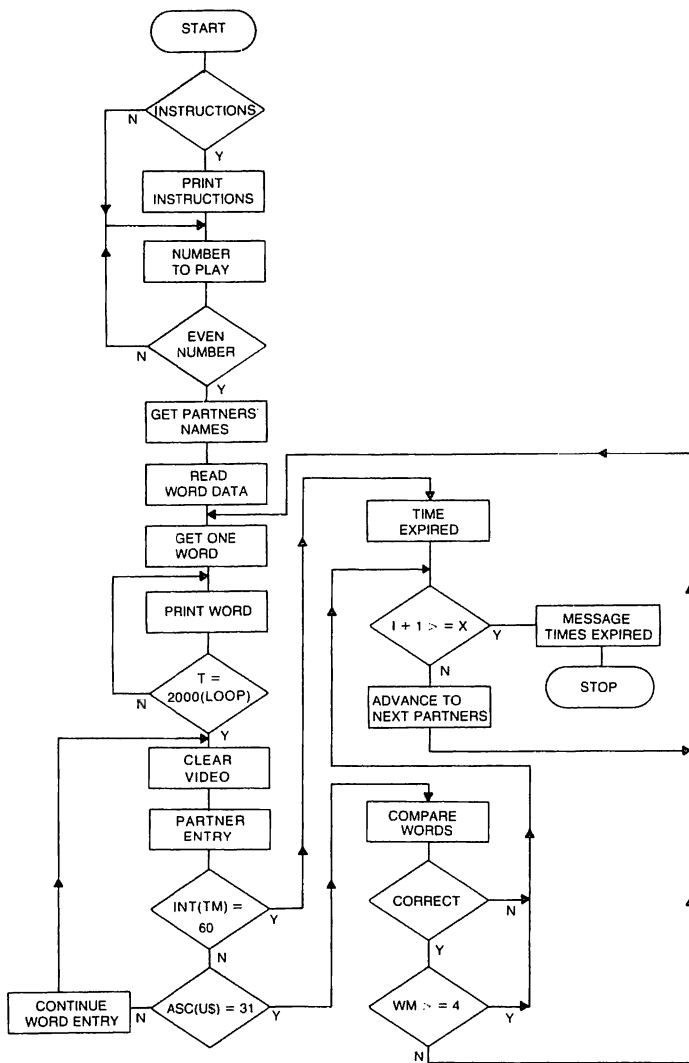 START
INSTRUCTIONS
N
Y
PRINT
INSTRUCTIONS
NUMBER
TO PLAY
EVEN
NUMBER
N
Y
GET PARTNERS'
NAMES
READ
WORD DATA
GET ONE
WORD
PRINT WORD
T =
2000(LOOP)
N
Y
CLEAR
VIDEO
PARTNER
ENTRY
INT(TM) =
60
Y
N
ASC(U$) = 31
N
Y
CONTINUE
WORD ENTRY
TIME
EXPIRED
I + 1 > = X
Y
N
MESSAGE
TIMES EXPIRED
STOP
ADVANCE TO
NEXT PARTNERS
COMPARE
WORDS
CORRECT
N
Y
WM > = 4
Y
N